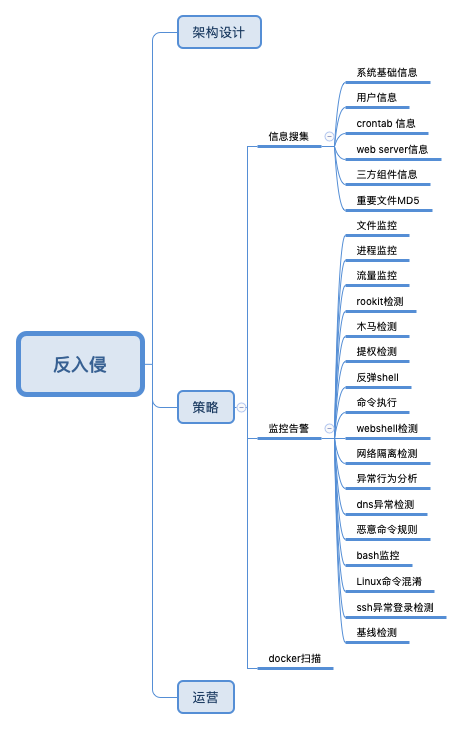 反入侵
架构设计
策略
信息搜集
系统基础信息
用户信息
crontab 信息
web server信息
三方组件信息
重要文件MD5
监控告警
文件监控
进程监控
流量监控
rookit检测
木马检测
提权检测
反弹shell
命令执行
webshell检测
网络隔离检测
异常行为分析
dns异常检测
恶意命令规则
bash监控
Linux命令混淆
ssh异常登录检测
基线检测
docker扫描
运营